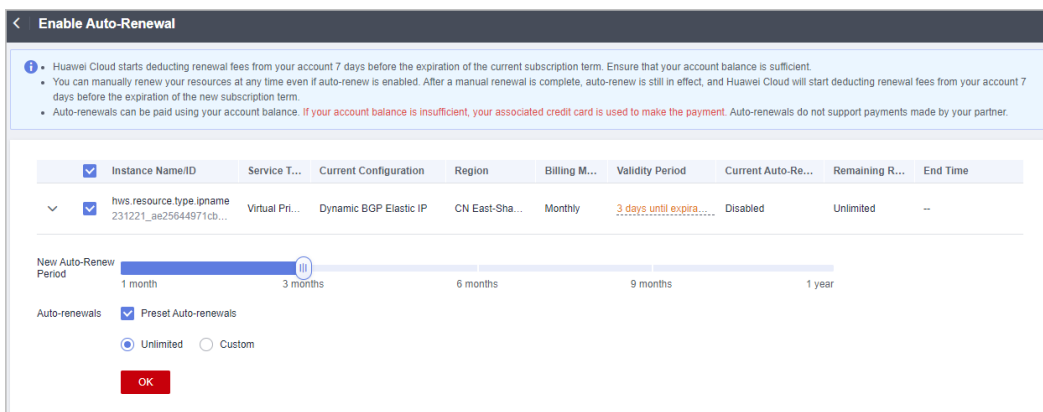 Enable Auto-Renewal
• Huawei Cloud starts deducting renewal fees from your account 7 days before the expiration of the current subscription term. Ensure that your account balance is sufficient.
• You can manually renew your resources at any time even if auto-renew is enabled. After a manual renewal is complete, auto-renew is still in effect, and Huawei Cloud will start deducting renewal fees from your account 7
days before the expiration of the new subscription term.
• Auto-renewals can be paid using your account balance. If your account balance is insufficient, your associated credit card is used to make the payment. Auto-renewals do not support payments made by your partner.
Instance Name/ID Service T... Current Configuration Region Billing M... Validity Period Current Auto-Re... Remaining R... End Time
hws.resource.type.ipname
231221_ae25644971cb... Virtual Pri... Dynamic BGP Elastic IP CN East-Sha... Monthly 3 days until expira... Disabled Unlimited --
New Auto-Renew
Period
1 month 3 months 6 months 9 months 1 year
Auto-renewals Preset Auto-renewals
Unlimited Custom
OK